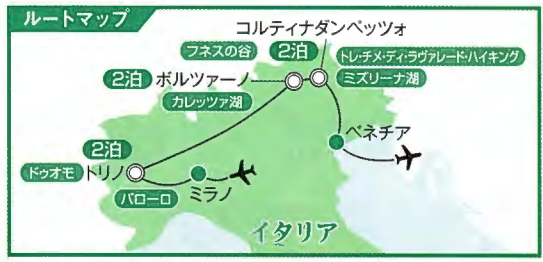 ルートマップ
コルティナダンペッツォ
フネスの谷 2泊 トレ・チメ・ディ・ラヴァレード・ハイキング
2泊 ボルツァーノ ミズリーナ湖
カレッツァ湖
ベネチア
2泊
ドゥオモ トリノ
バローロ ミラノ
イタリア